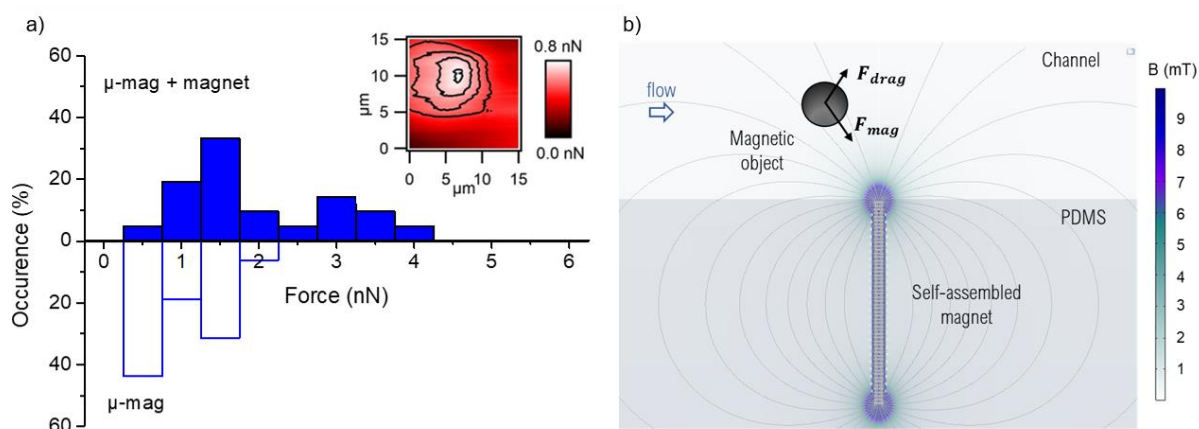 a)
60
40
20
0
20
40
60
Occurence (%)
μ-mag + magnet
μ-mag
0 1 2 3 4 5 6
Force (nN)
15
10
5
0
μm
0 5 10 15
μm
0.8 nN
0.0 nN
b)
flow
Channel
F_drag
F_mag
Magnetic
object
PDMS
Self-assembled
magnet
B (mT)
9
8
7
6
5
4
3
2
1